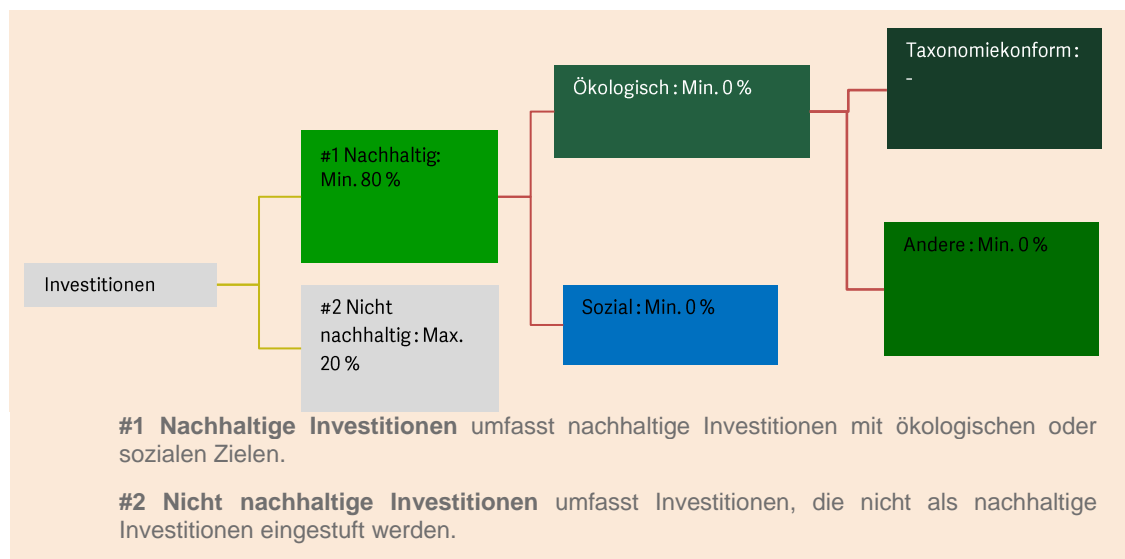 Investitionen
#1 Nachhaltig:
Min. 80 %
#2 Nicht
nachhaltig : Max.
20 %
Ökologisch : Min. 0 %
Sozial : Min. 0 %
Taxonomiekonform :
-
Andere : Min. 0 %
#1 Nachhaltige Investitionen umfasst nachhaltige Investitionen mit ökologischen oder
sozialen Zielen.
#2 Nicht nachhaltige Investitionen umfasst Investitionen, die nicht als nachhaltige
Investitionen eingestuft werden.